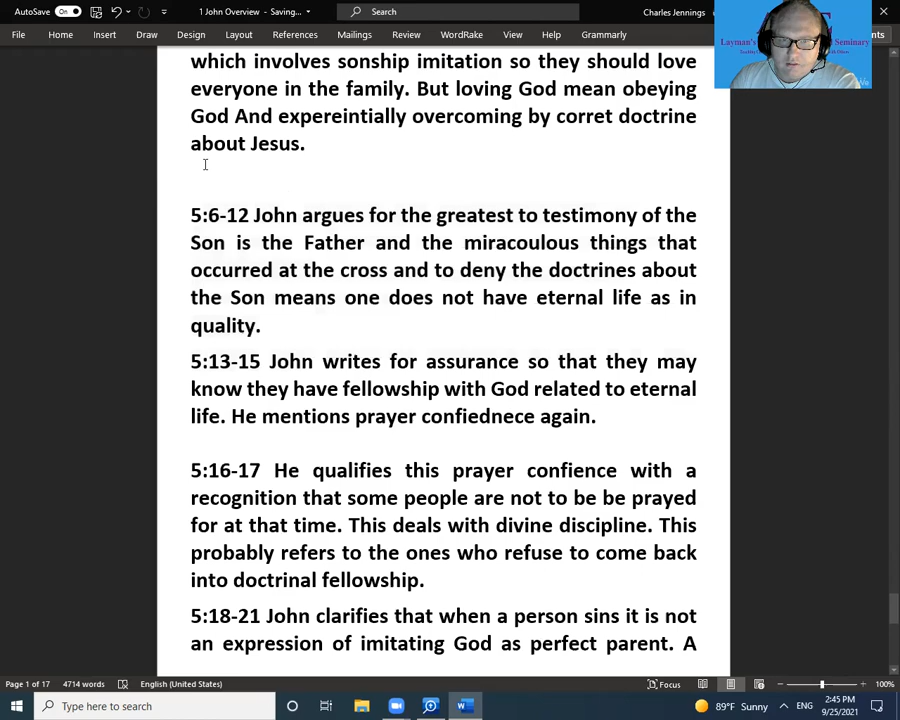 AutoSave On 1 John Overview - Saving... Search Charles Jennings
File Home Insert Draw Design Layout References Mailings Review WordRake View Help Grammarly
Layman's Seminary
which involves sonship imitation so they should love
everyone in the family. But loving God mean obeying
God And expereintially overcoming by corret doctrine
about Jesus.
5:6-12 John argues for the greatest to testimony of the
Son is the Father and the miraculous things that
occurred at the cross and to deny the doctrines about
the Son means one does not have eternal life as in
quality.
5:13-15 John writes for assurance so that they may
know they have fellowship with God related to eternal
life. He mentions prayer confiednece again.
5:16-17 He qualifies this prayer confience with a
recognition that some people are not to be be prayed
for at that time. This deals with divine discipline. This
probably refers to the ones who refuse to come back
into doctrinal fellowship.
5:18-21 John clarifies that when a person sins it is not
an expression of imitating God as perfect parent. A
Page 1 of 17 4714 words English (United States) Focus 100%
Type here to search 89°F Sunny ENG 2:45 PM
9/25/2021